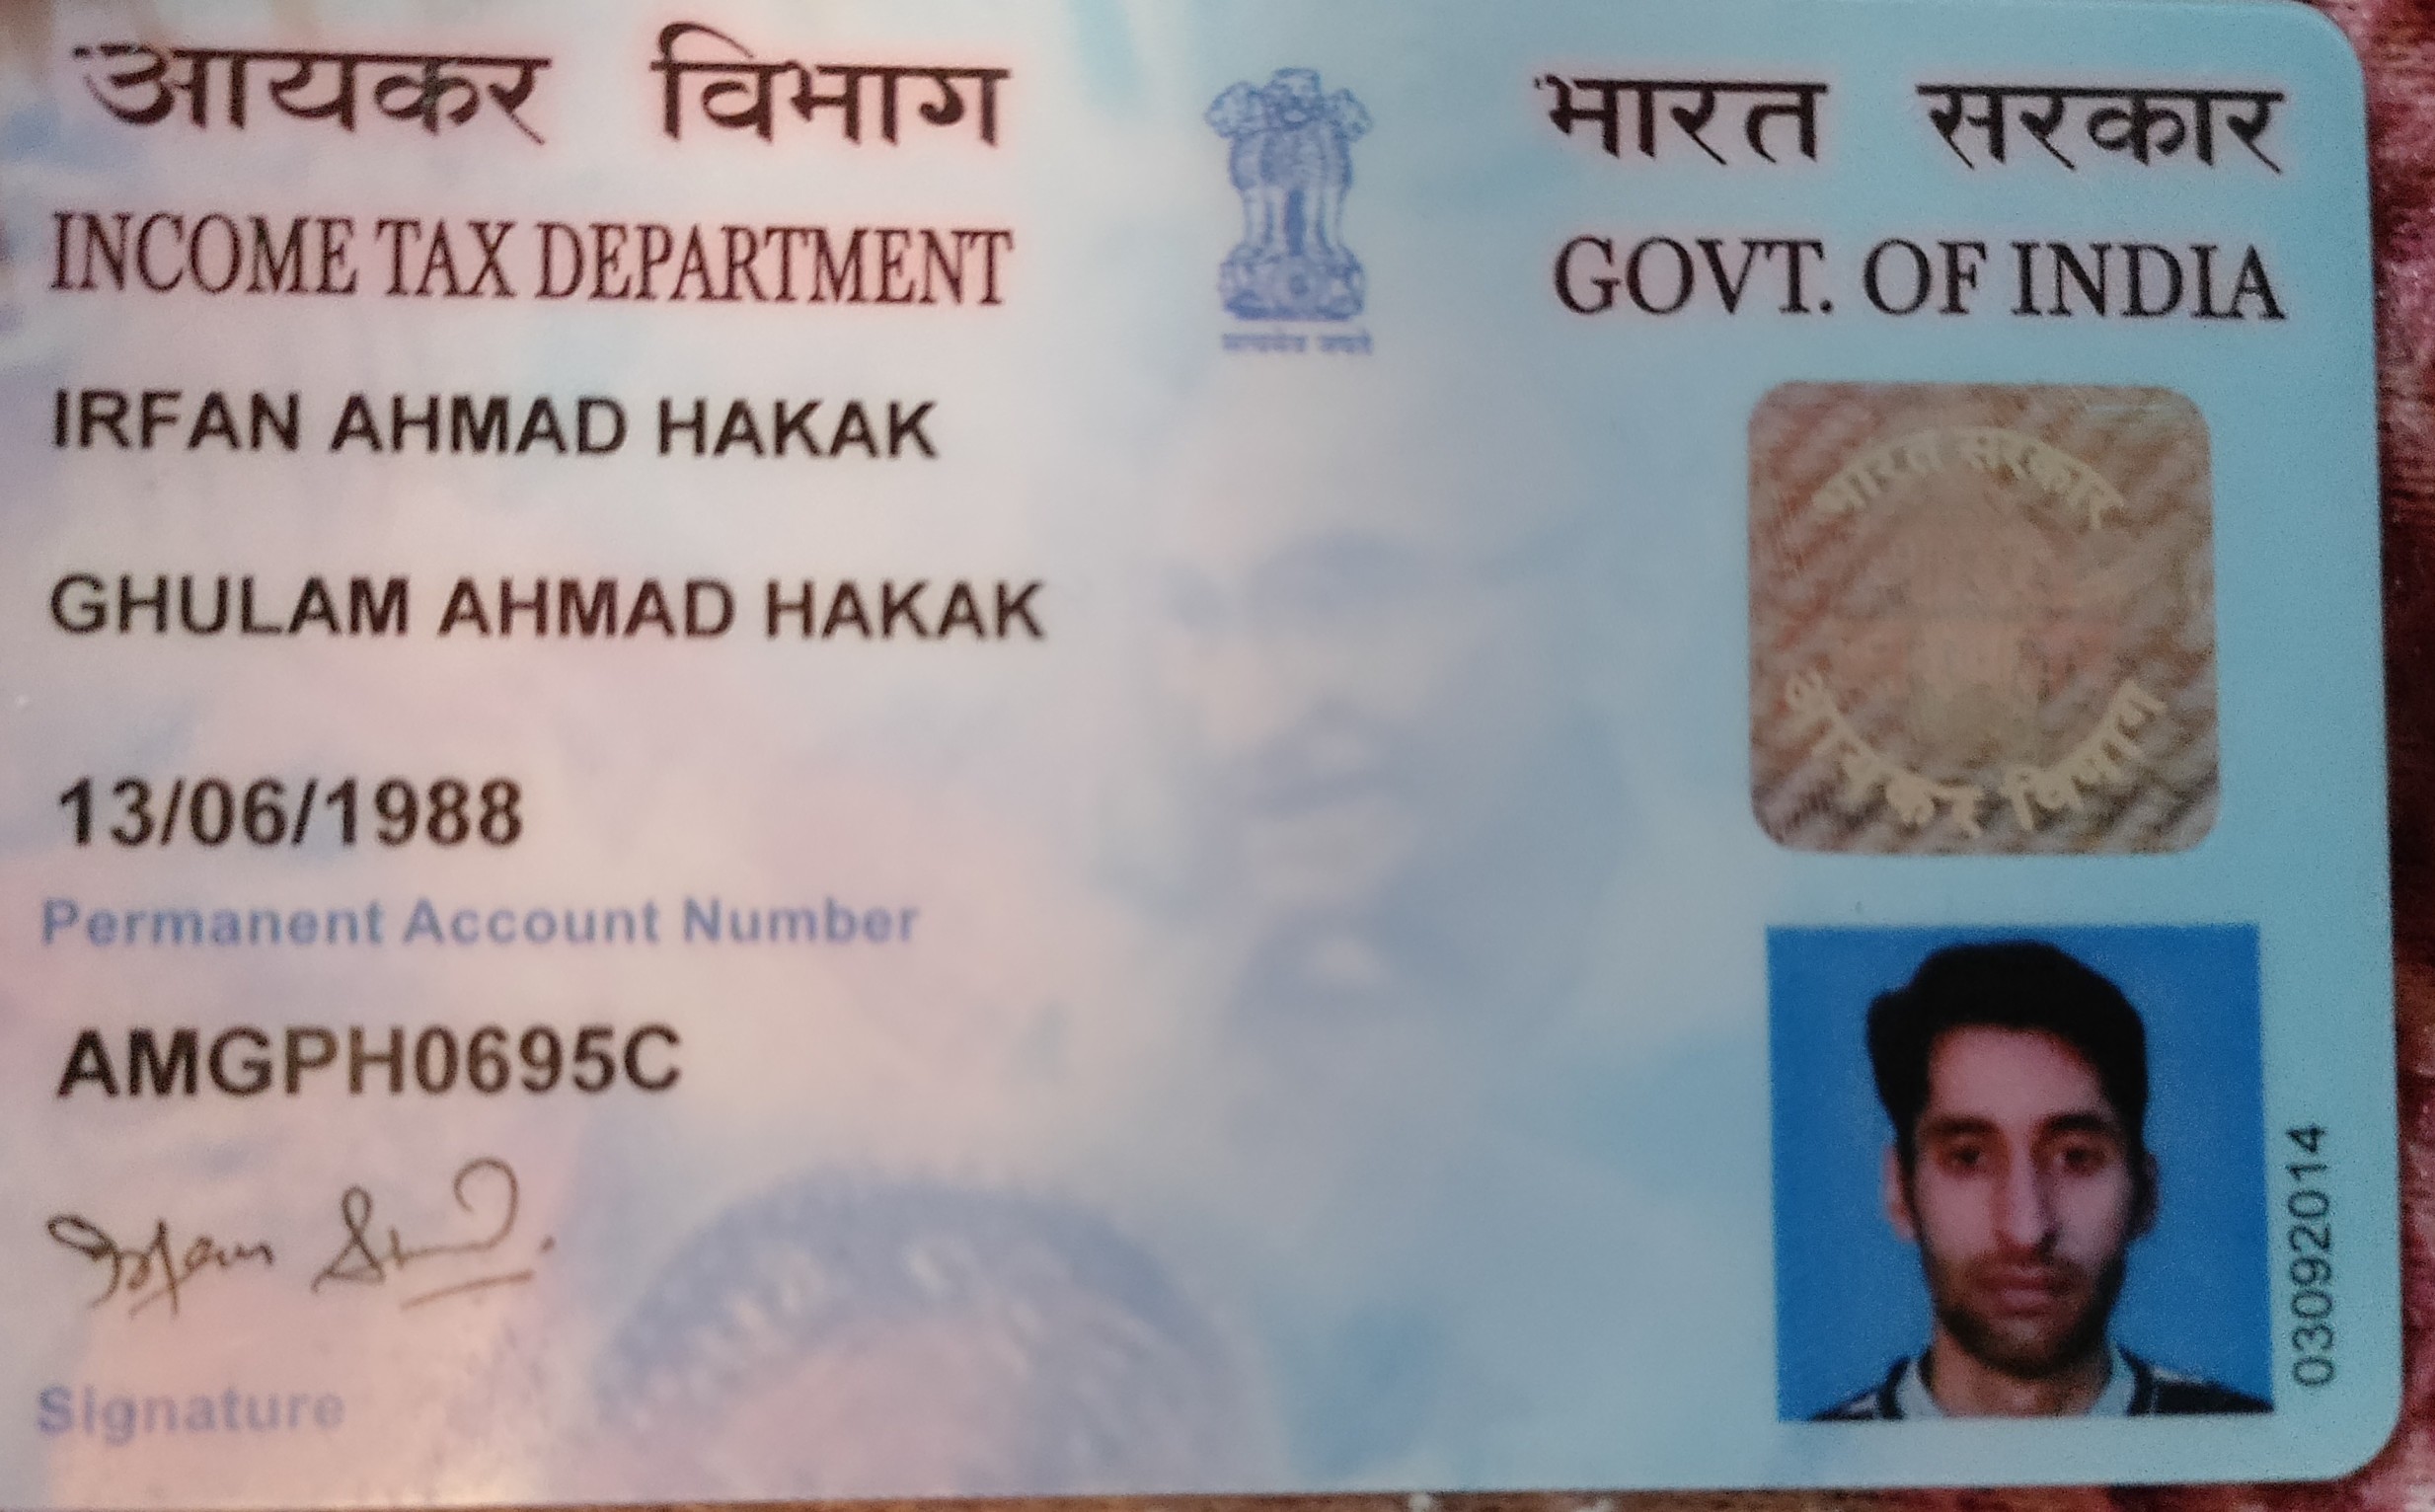 आयकर विभाग
INCOME TAX DEPARTMENT
भारत सरकार
GOVT. OF INDIA
सत्यमेव जयते
IRFAN AHMAD HAKAK
GHULAM AHMAD HAKAK
13/06/1988
Permanent Account Number
AMGPH0695C
Signature
भारत सरकार
आयकर विभाग
03092014